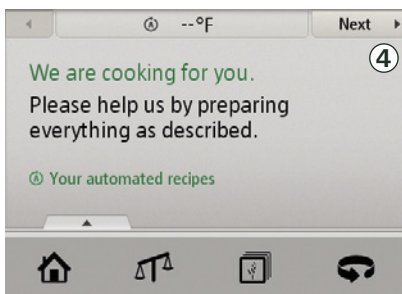 Ⓐ --°F
Next
④
We are cooking for you.
Please help us by preparing
everything as described.
Ⓐ Your automated recipes